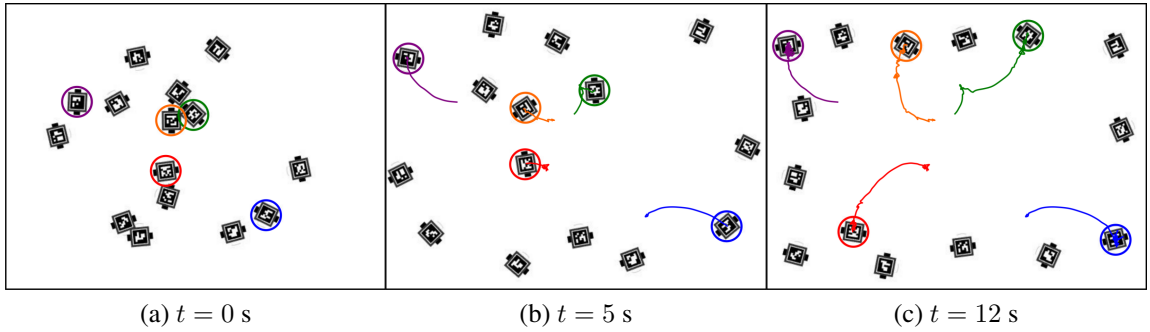 (a) t = 0 s
(b) t = 5 s
(c) t = 12 s